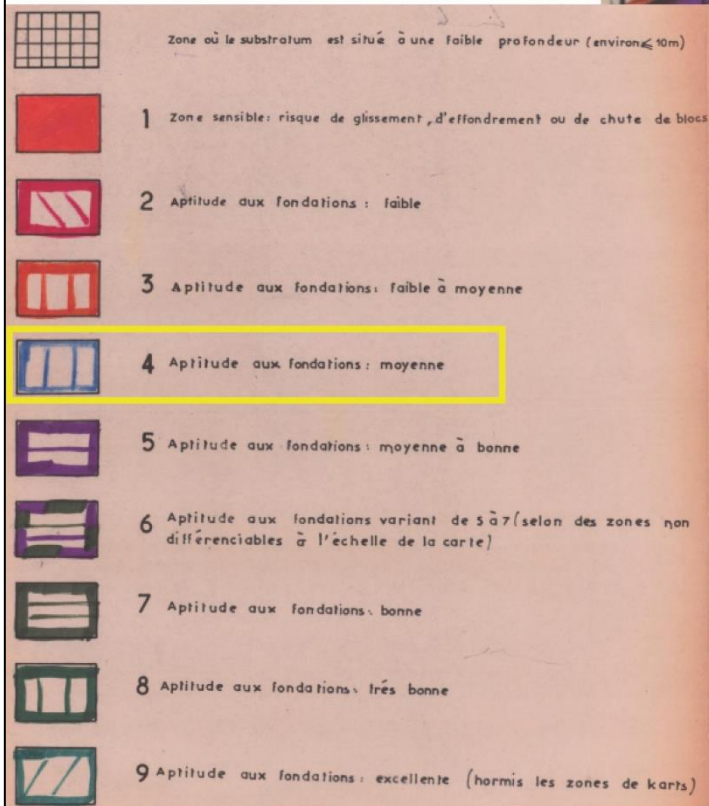 Zone où le substratum est situé à une faible profondeur (environ ⩽ 10m)
1 Zone sensible: risque de glissement, d'effondrement ou de chute de blocs
2 Aptitude aux fondations : faible
3 Aptitude aux fondations: faible à moyenne
4 Aptitude aux fondations : moyenne
5 Aptitude aux fondations : moyenne à bonne
6 Aptitude aux fondations variant de 5 à 7 (selon des zones non
différenciables à l'échelle de la carte)
7 Aptitude aux fondations : bonne
8 Aptitude aux fondations : trés bonne
9 Aptitude aux fondations : excellente (hormis les zones de karts)